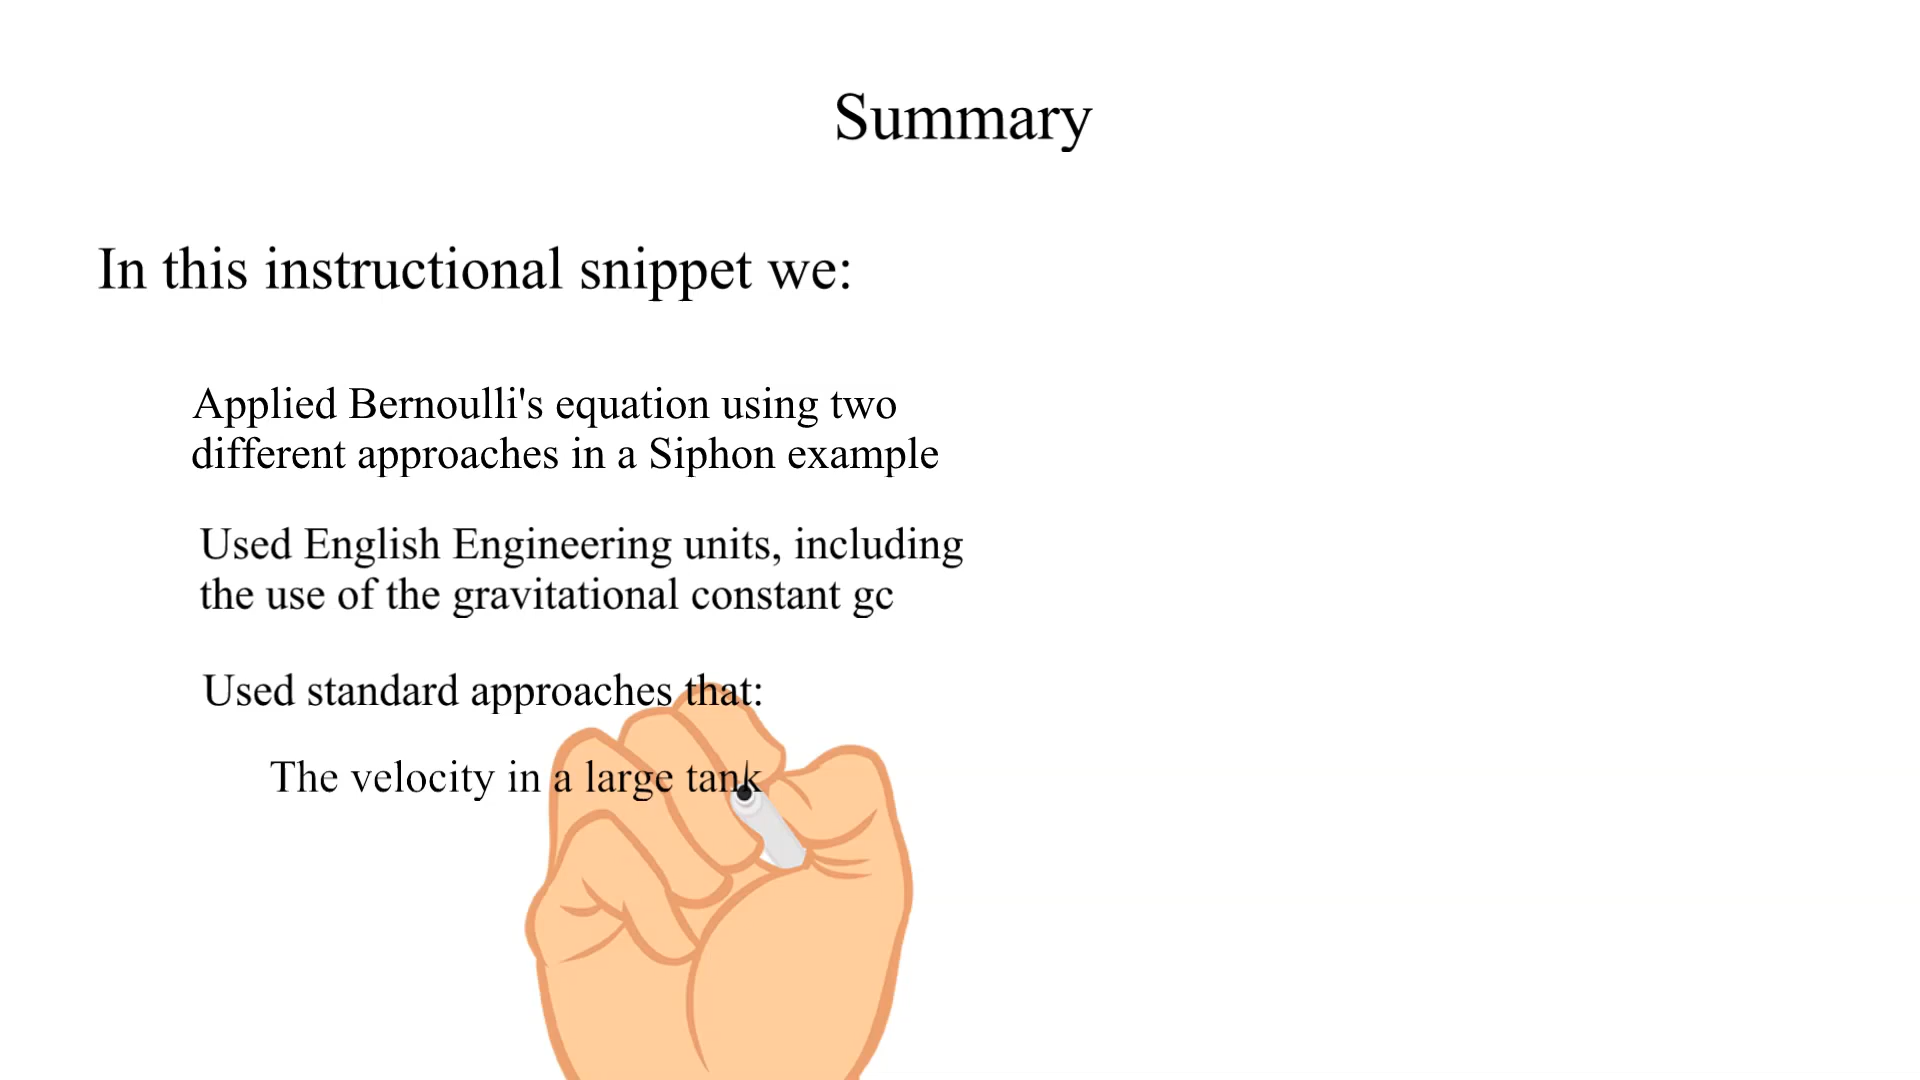 Summary
In this instructional snippet we:
Applied Bernoulli's equation using two
different approaches in a Siphon example
Used English Engineering units, including
the use of the gravitational constant gc
Used standard approaches that:
The velocity in a large tank